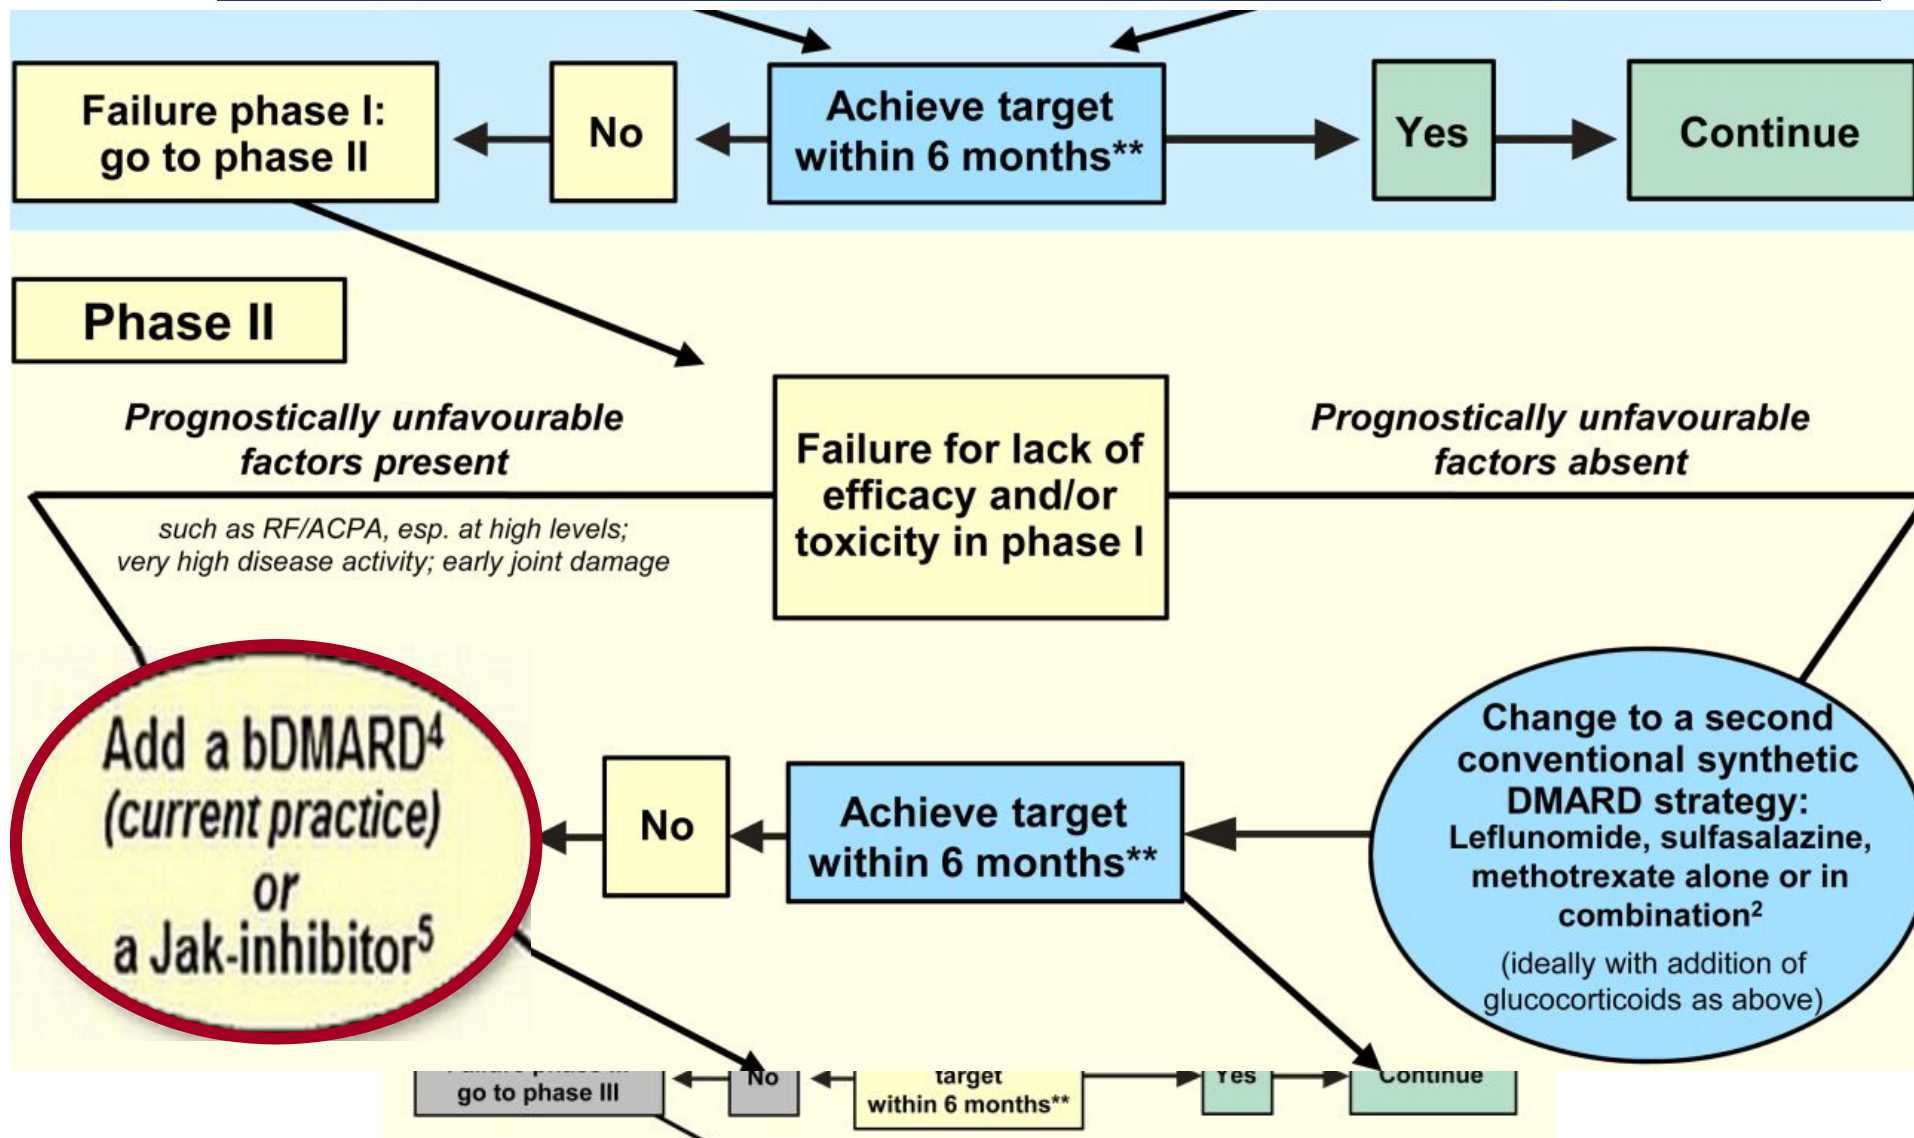 Failure phase I:
go to phase II
No
Achieve target
within 6 months**
Yes
Continue
Phase II
Prognostically unfavourable
factors present
such as RF/ACPA, esp. at high levels;
very high disease activity; early joint damage
Failure for lack of
efficacy and/or
toxicity in phase I
Prognostically unfavourable
factors absent
Add a bDMARD⁴
(current practice)
or
a Jak-inhibitor⁵
No
Achieve target
within 6 months**
Change to a second
conventional synthetic
DMARD strategy:
Leflunomide, sulfasalazine,
methotrexate alone or in
combination²
(ideally with addition of
glucocorticoids as above)
go to phase III
No
target
within 6 months**
Yes
Continue